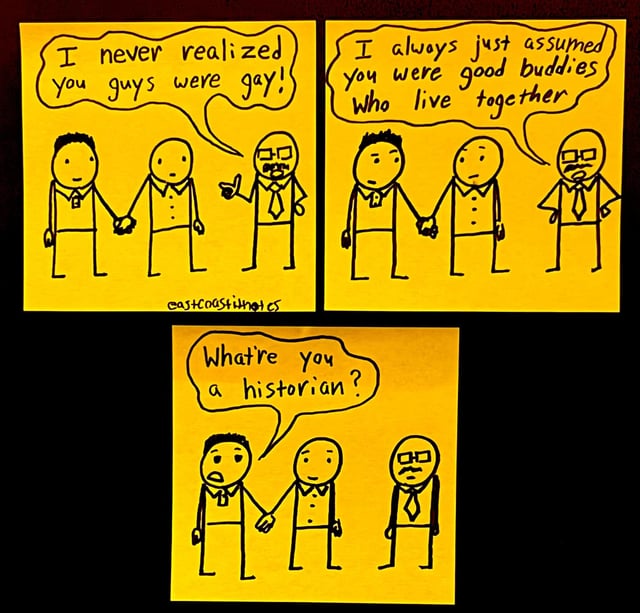 I never realized
you guys were gay!
eastcoastitnotes
I always just assumed
you were good buddies
who live together
What're you
a historian?